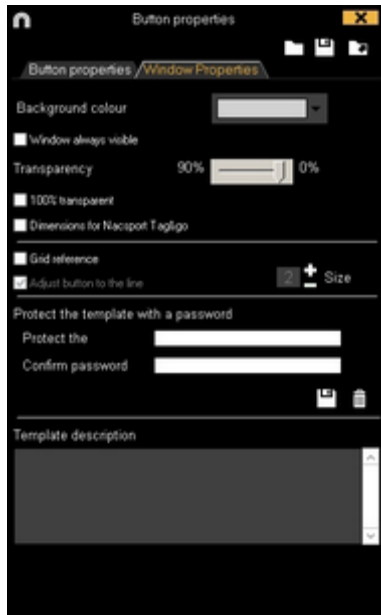 Button properties
Button properties Window Properties
Background colour
Window always visible
Transparency 90% 0%
100% transparent
Dimensions for Nacsport Tag&go
Grid reference
Adjust button to the line 2 Size
Protect the template with a password
Protect the
Confirm password
Template description